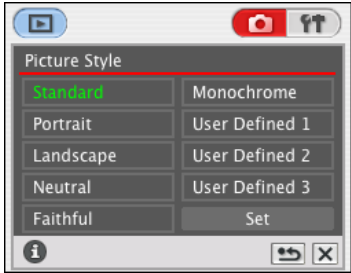 Picture Style
Standard
Monochrome
Portrait
User Defined 1
Landscape
User Defined 2
Neutral
User Defined 3
Faithful
Set